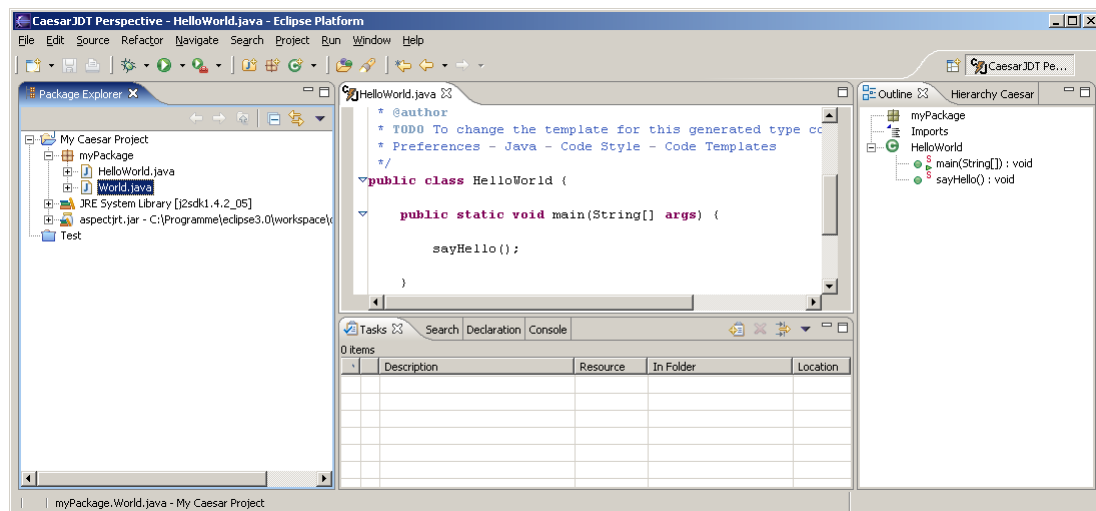 CaesarJDT Perspective - HelloWorld.java - Eclipse Platform
File Edit Source Refactor Navigate Search Project Run Window Help
CaesarJDT Pe...
Package Explorer
My Caesar Project
myPackage
HelloWorld.java
World.java
JRE System Library [j2sdk1.4.2_05]
aspectjrt.jar - C:\Programme\eclipse3.0\workspace\
Test
HelloWorld.java
* @author
* TODO To change the template for this generated type co
* Preferences - Java - Code Style - Code Templates
*/
public class HelloWorld {
public static void main(String[] args) {
sayHello();
}
Tasks Search Declaration Console
0 items
Description Resource In Folder Location
Outline Hierarchy Caesar
myPackage
Imports
HelloWorld
main(String[]) : void
sayHello() : void
myPackage.World.java - My Caesar Project